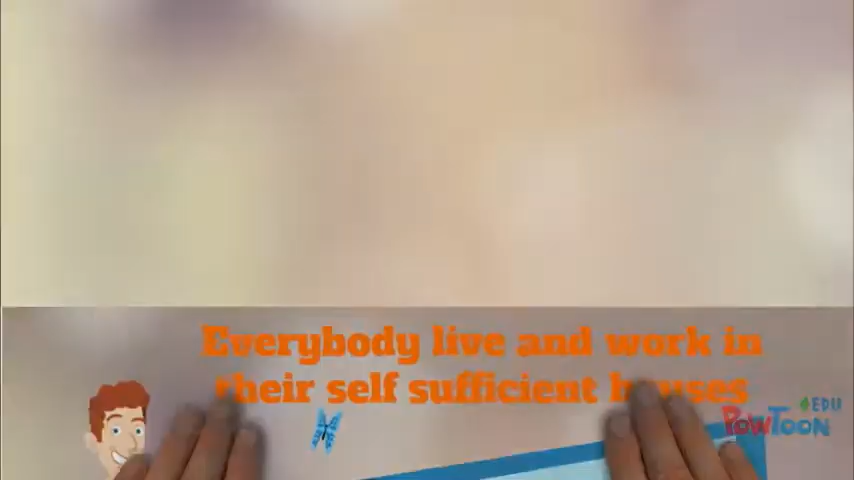 Everybody live and work in
their self sufficient houses
EDU
PowToon